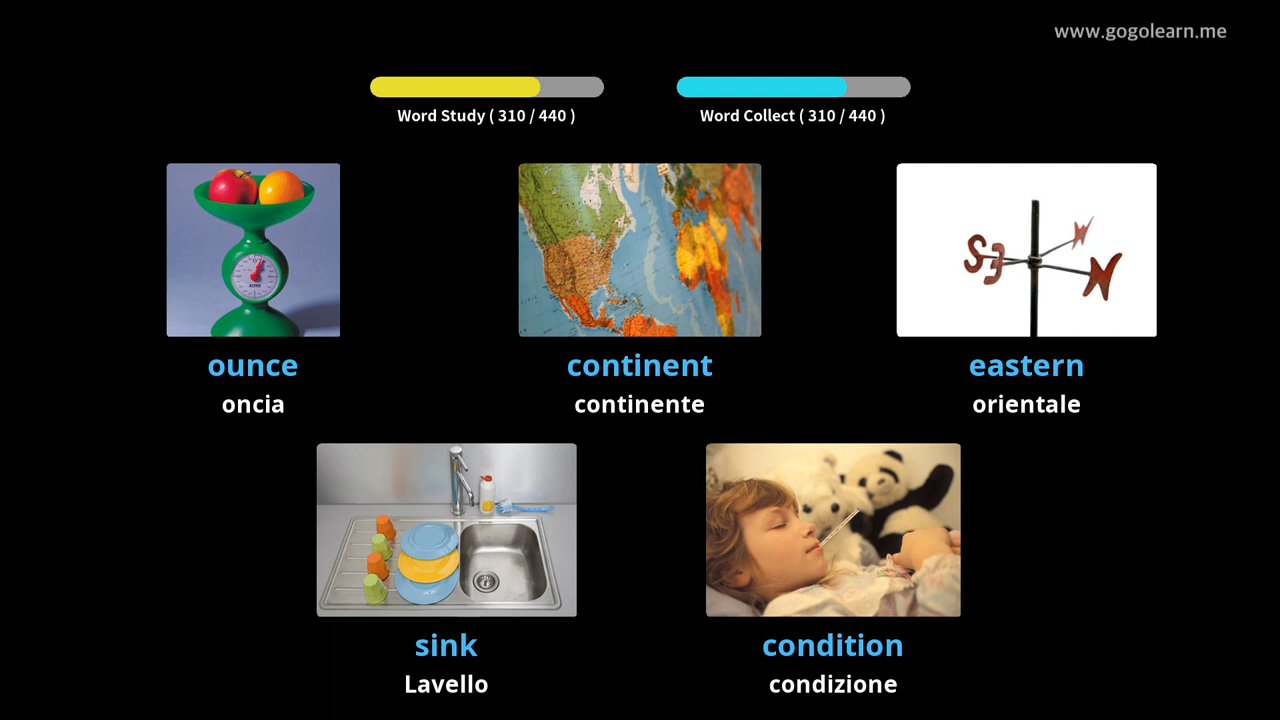 www.gogolearn.me
Word Study ( 310 / 440 )
Word Collect ( 310 / 440 )
ounce
oncia
continent
continente
S E N W
eastern
orientale
sink
Lavello
condition
condizione